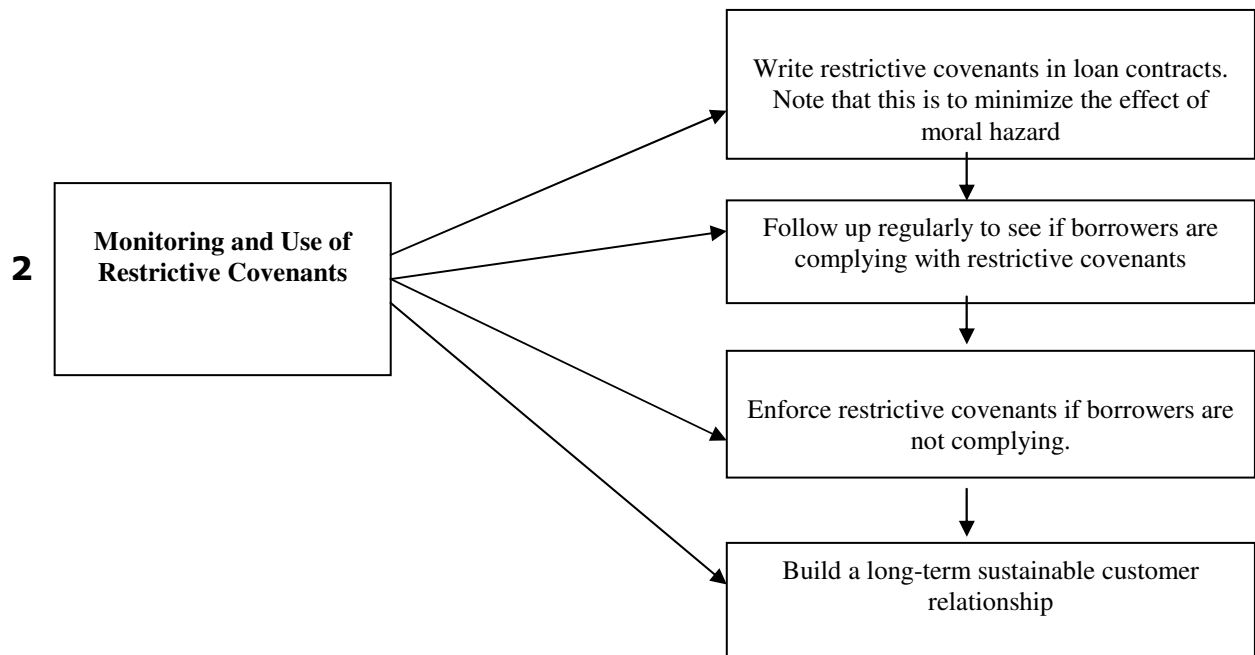 2
Monitoring and Use of
Restrictive Covenants
Write restrictive covenants in loan contracts.
Note that this is to minimize the effect of
moral hazard
Follow up regularly to see if borrowers are
complying with restrictive covenants
Enforce restrictive covenants if borrowers are
not complying.
Build a long-term sustainable customer
relationship